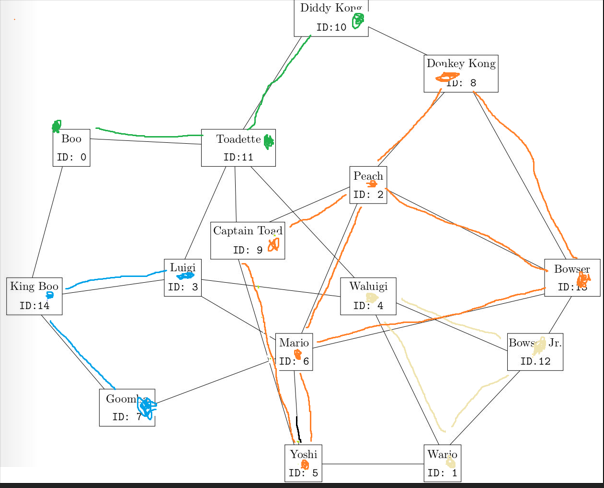 Diddy Kong
ID:10
Donkey Kong
ID: 8
Boo
ID: 0
Toadette
ID:11
Peach
ID: 2
Captain Toad
ID: 9
Luigi
ID: 3
King Boo
ID:14
Waluigi
ID: 4
Bowser
ID:13
Mario
ID: 6
Jr.
ID.12
ID: 7
Yoshi
ID: 5
Wario
ID: 1